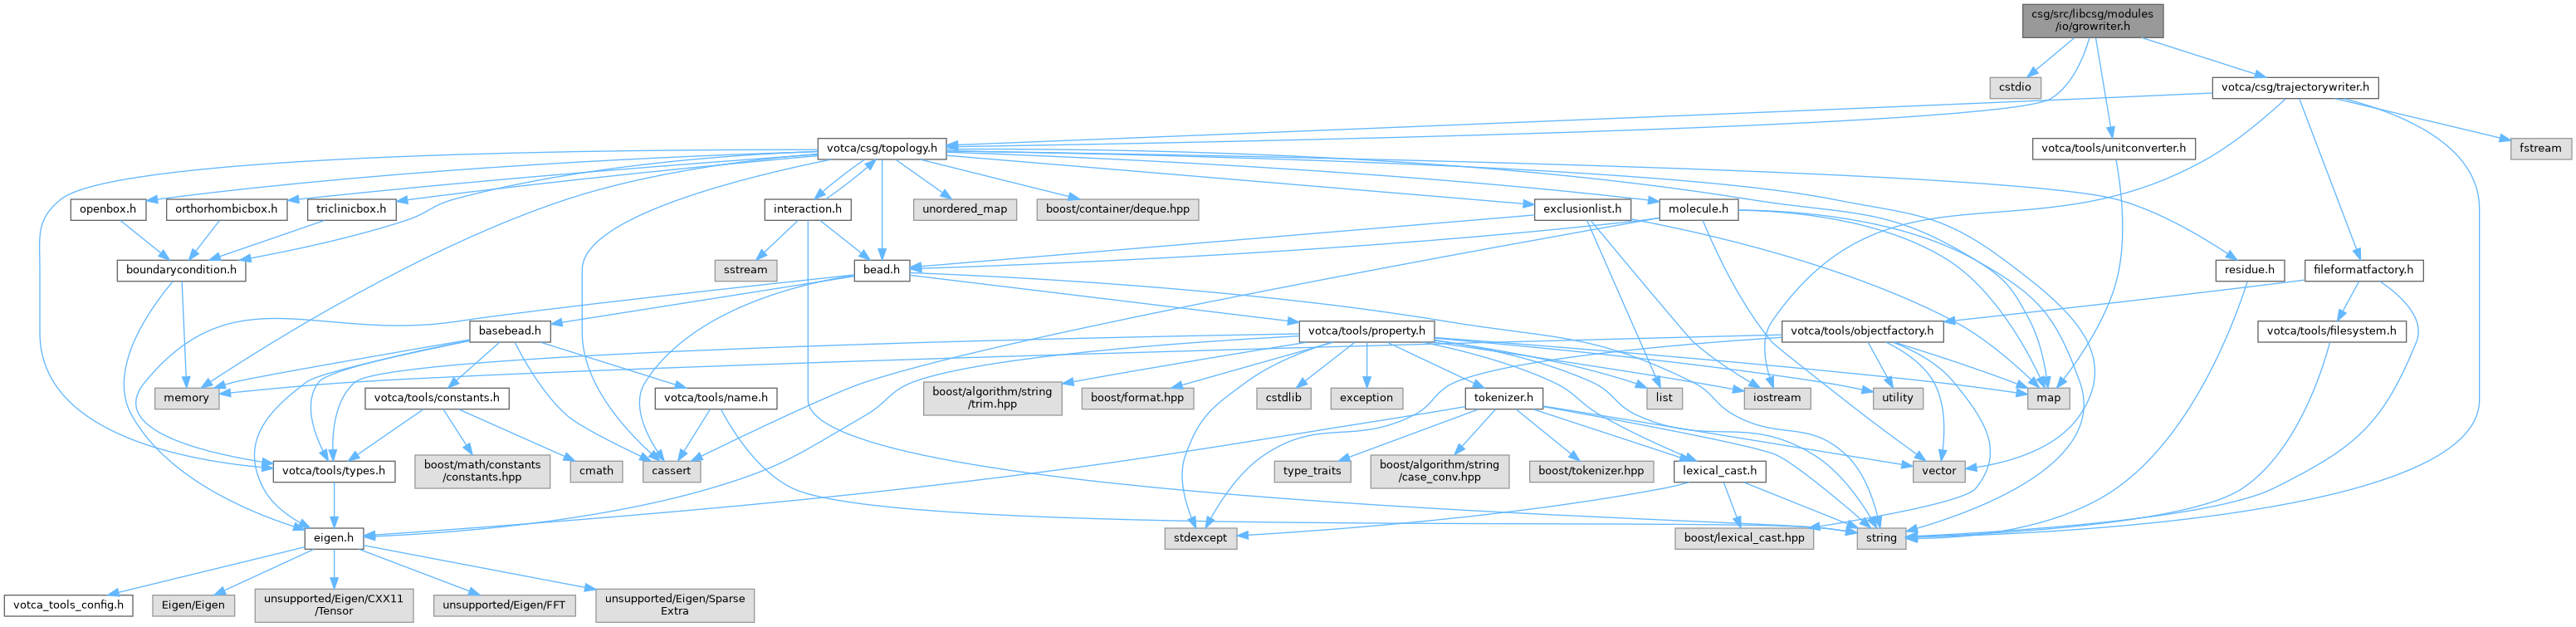 csg/src/libcsg/modules
/io/growriter.h
cstdio
votca/csg/trajectorywriter.h
votca/csg/topology.h
votca/tools/unitconverter.h
fstream
openbox.h
orthorhombicbox.h
triclinicbox.h
interaction.h
unordered_map
boost/container/deque.hpp
exclusionlist.h
molecule.h
boundarycondition.h
sstream
bead.h
residue.h
fileformatfactory.h
basebead.h
votca/tools/property.h
votca/tools/objectfactory.h
votca/tools/filesystem.h
memory
votca/tools/constants.h
votca/tools/name.h
boost/algorithm/string
/trim.hpp
boost/format.hpp
cstdlib
exception
tokenizer.h
list
iostream
utility
map
votca/tools/types.h
boost/math/constants
/constants.hpp
cmath
cassert
type_traits
boost/algorithm/string
/case_conv.hpp
boost/tokenizer.hpp
lexical_cast.h
vector
eigen.h
stdexcept
boost/lexical_cast.hpp
string
votca_tools_config.h
Eigen/Eigen
unsupported/Eigen/CXX11
/Tensor
unsupported/Eigen/FFT
unsupported/Eigen/Sparse
Extra